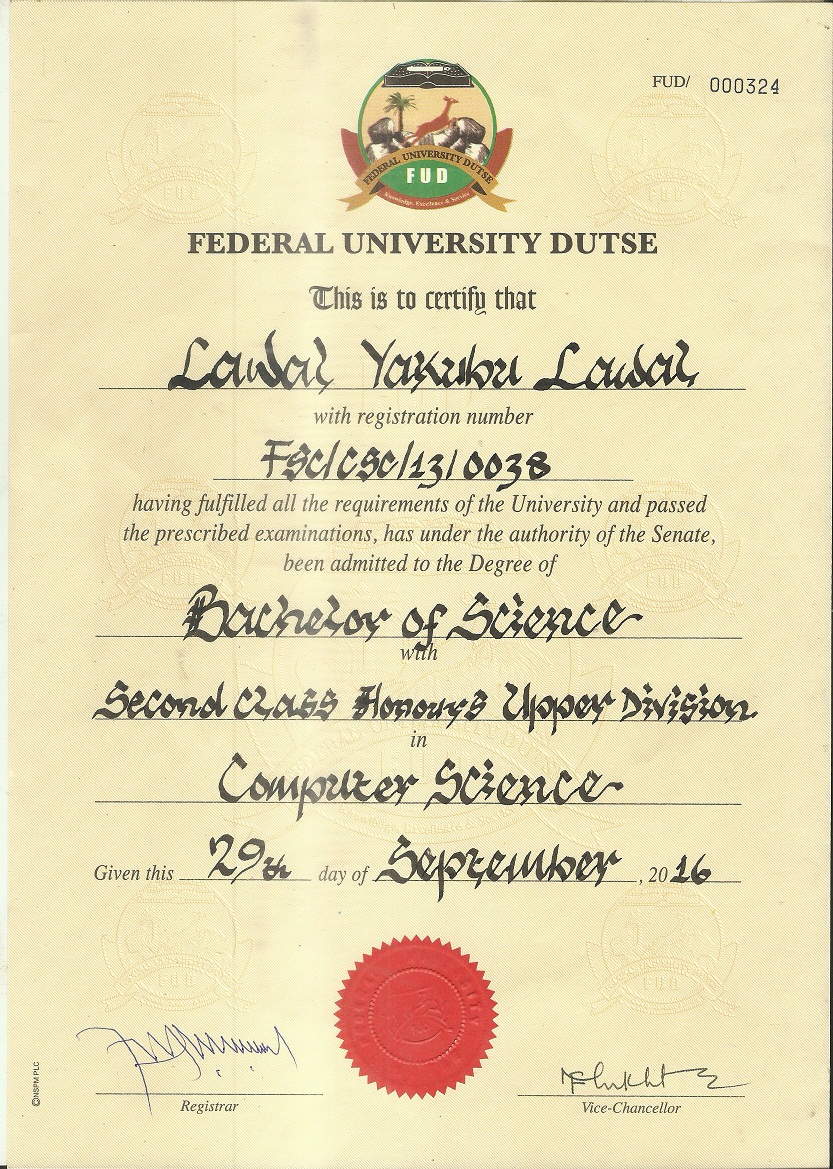 FUD/ 000324
FEDERAL UNIVERSITY DUTSE
FUD
Knowledge, Excellence & Service
FEDERAL UNIVERSITY DUTSE
This is to certify that
Lawal Yakubu Lawal
with registration number
FSC/CSC/13/0038
having fulfilled all the requirements of the University and passed
the prescribed examinations, has under the authority of the Senate,
been admitted to the Degree of
Bachelor of Science
with
Second Class Honours Upper Division
in
Computer Science
Given this 29th day of September, 2016
Registrar
Vice-Chancellor
©NSPM PLC